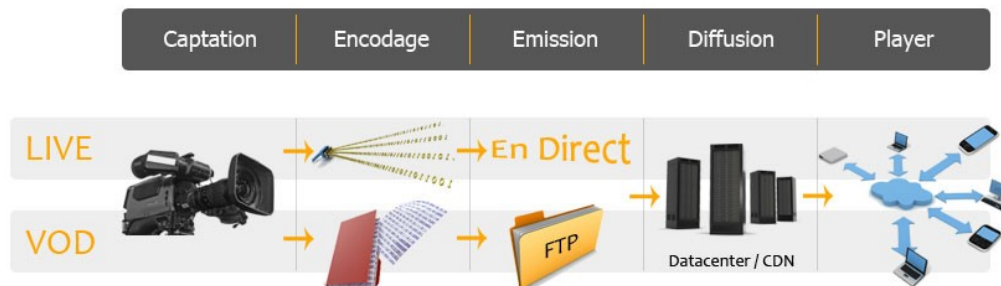 Captation Encodage Emission Diffusion Player
LIVE En Direct
VOD FTP
Datacenter / CDN